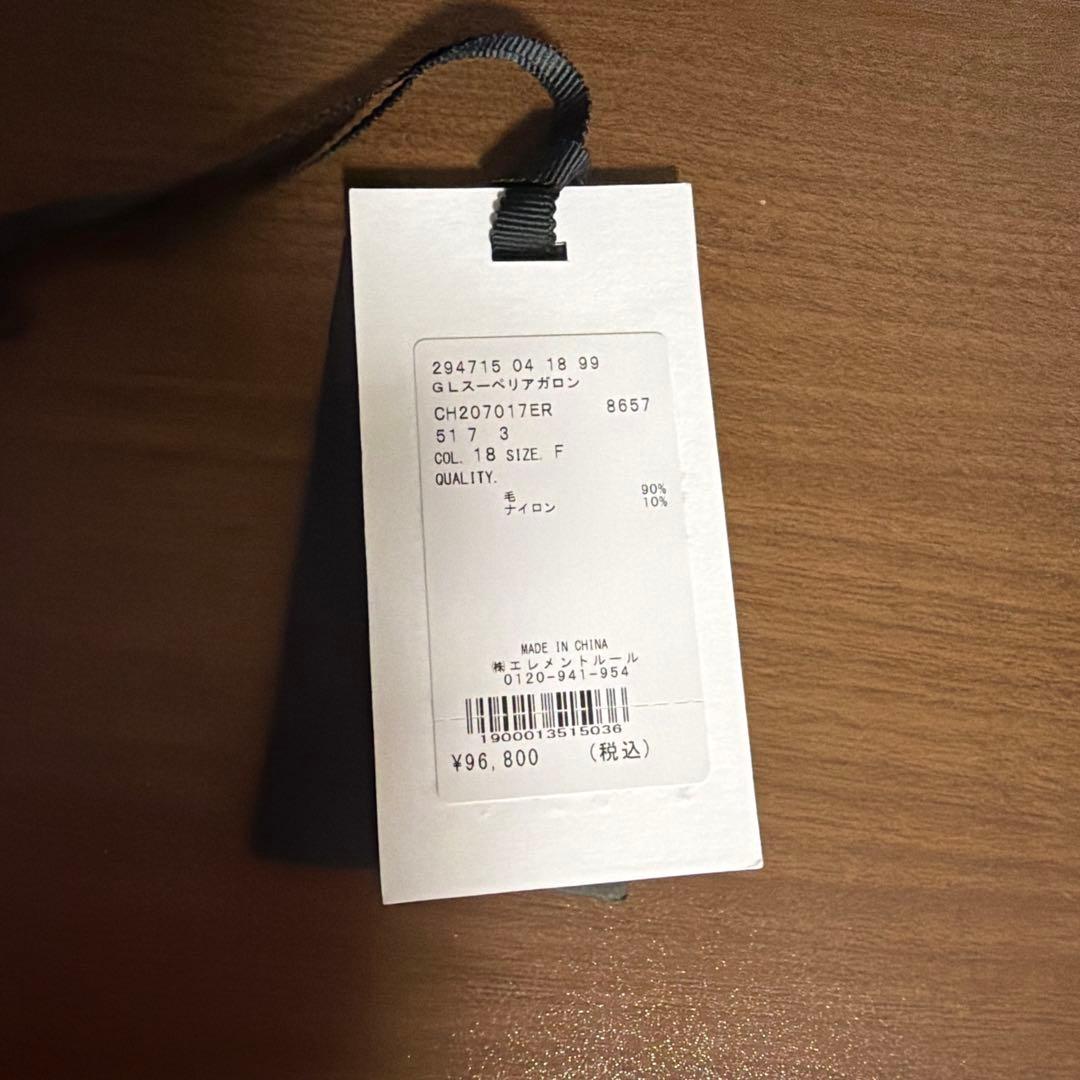 294715 04 18 99
GLスーペリアガロン
CH207017ER 8657
51 7 3
COL. 18 SIZE. F
QUALITY.
毛 90%
ナイロン 10%
MADE IN CHINA
㈱エレメントルール
0120-941-954
1900013515036
¥96,800 (税込)